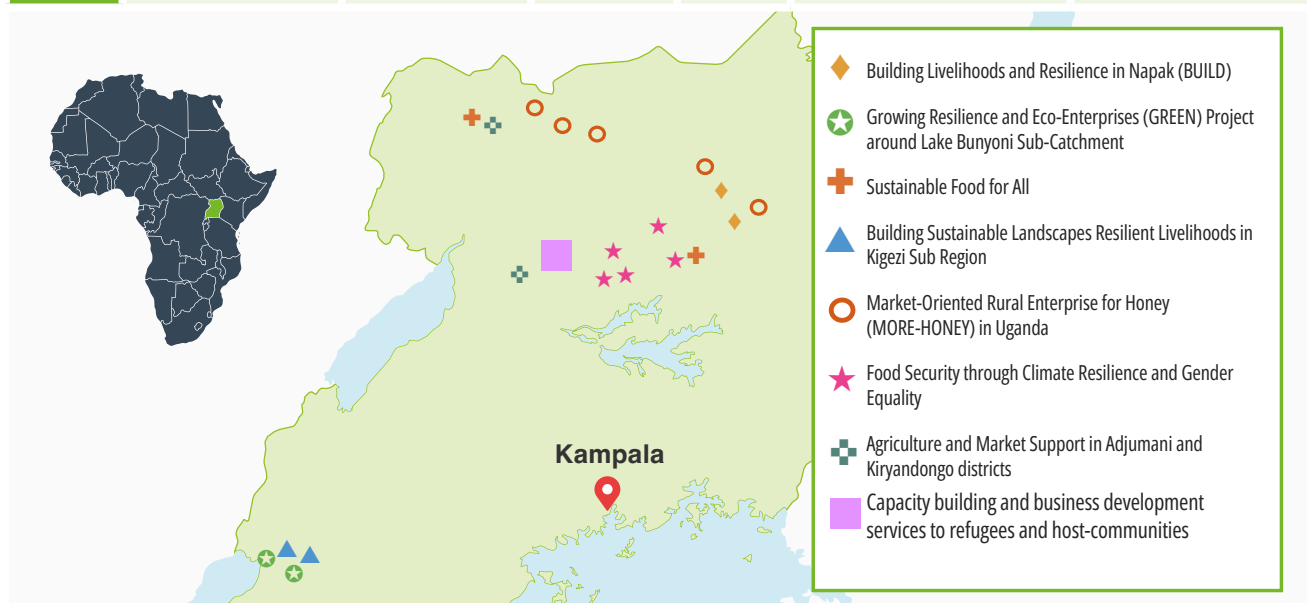 Kampala
Building Livelihoods and Resilience in Napak (BUILD)
Growing Resilience and Eco-Enterprises (GREEN) Project
around Lake Bunyoni Sub-Catchment
Sustainable Food for All
Building Sustainable Landscapes Resilient Livelihoods in
Kigezi Sub Region
Market-Oriented Rural Enterprise for Honey
(MORE-HONEY) in Uganda
Food Security through Climate Resilience and Gender
Equality
Agriculture and Market Support in Adjumani and
Kiryandongo districts
Capacity building and business development
services to refugees and host-communities